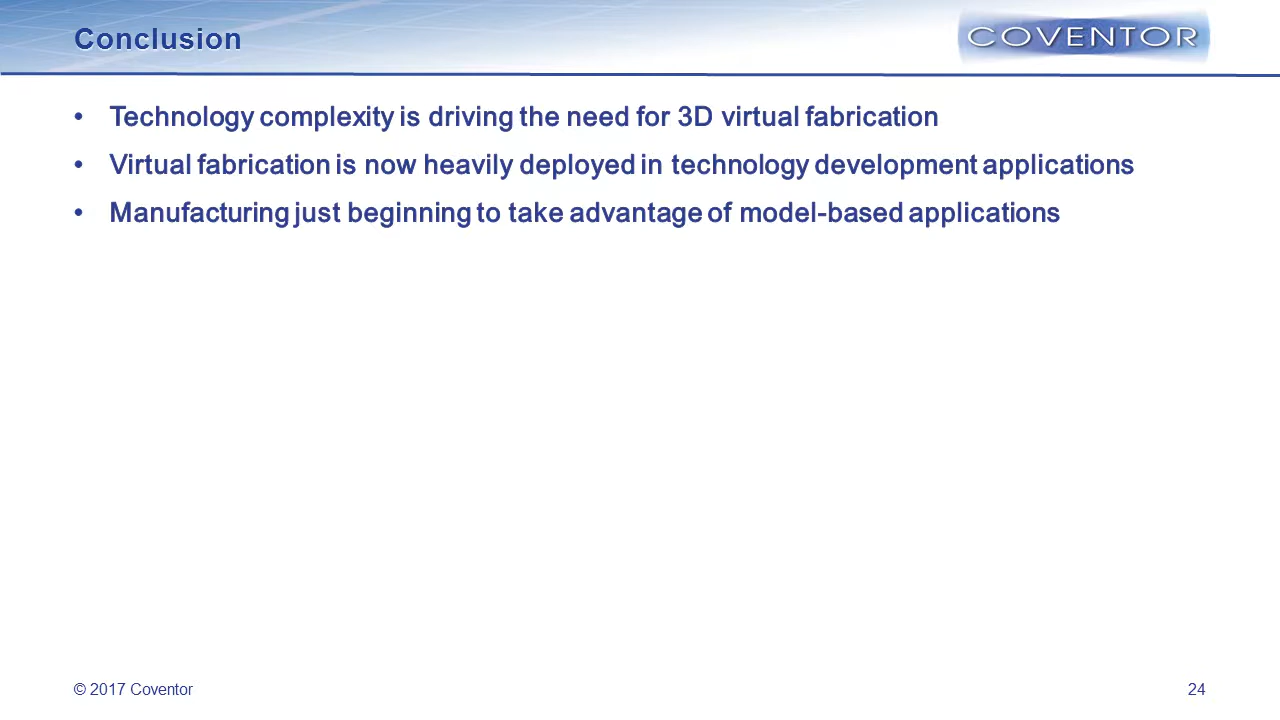 Conclusion
COVENTOR
• Technology complexity is driving the need for 3D virtual fabrication
• Virtual fabrication is now heavily deployed in technology development applications
• Manufacturing just beginning to take advantage of model-based applications
© 2017 Coventor
24